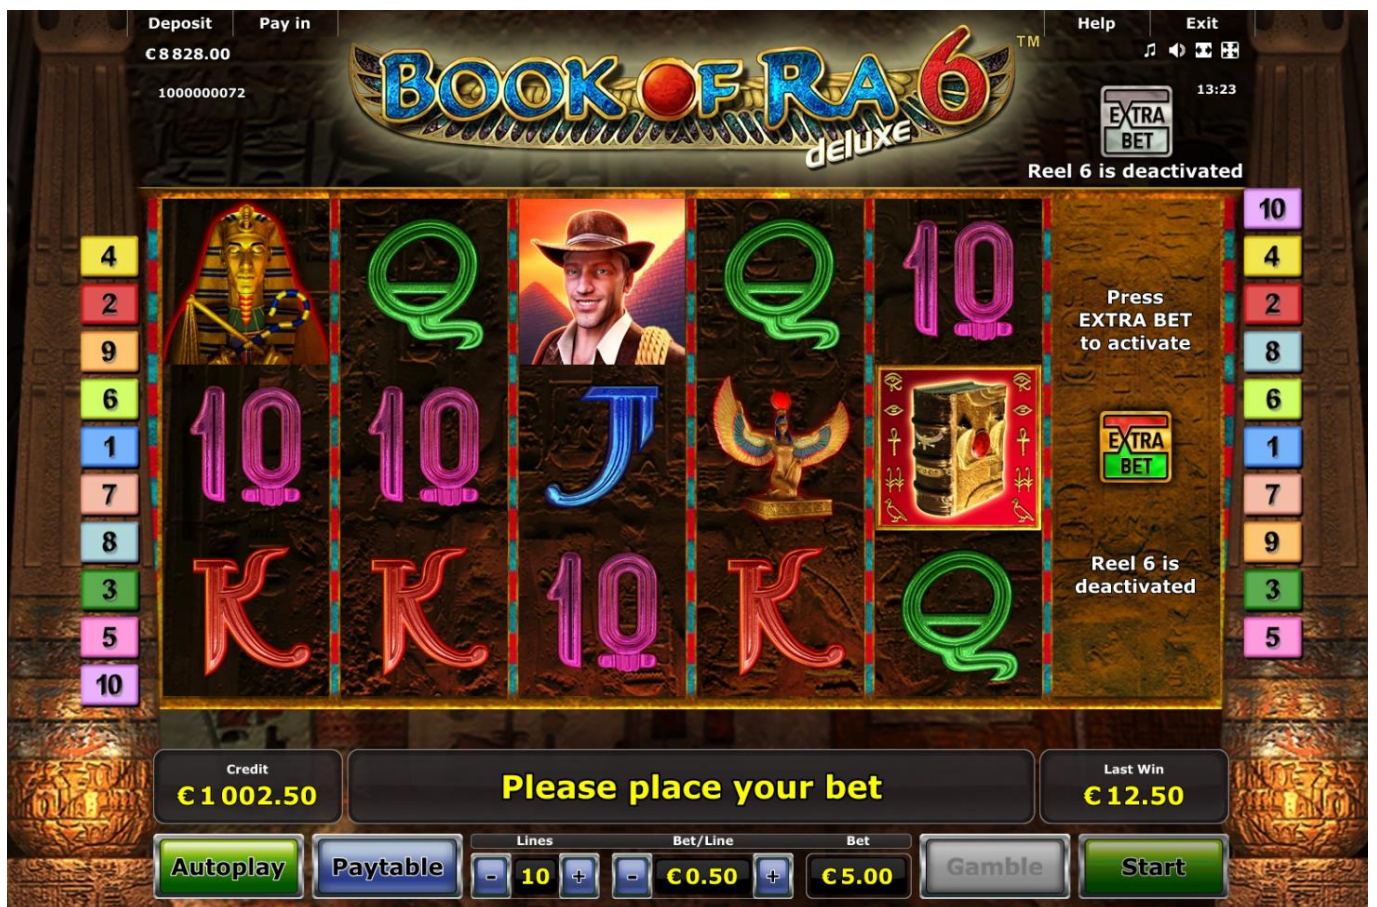 Deposit Pay in
Help Exit
€8828.00
1000000072
BOOK OF RA 6 ™
deluxe
13:23
EXTRA
BET
Reel 6 is deactivated
4
2
9
6
1
7
8
3
5
10
Q
Q
10
10
10
J
K
K
10
K
Q
Press
EXTRA BET
to activate
EXTRA
BET
Reel 6 is
deactivated
10
4
2
8
6
1
7
9
3
5
Credit
€1 002.50
Please place your bet
Last Win
€12.50
Autoplay
Paytable
Lines
- 10 +
Bet/Line
- €0.50 +
Bet
€5.00
Gamble
Start